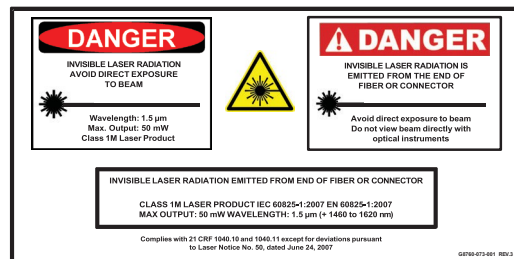 DANGER
INVISIBLE LASER RADIATION
AVOID DIRECT EXPOSURE
TO BEAM
Wavelength: 1.5 µm
Max. Output: 50 mW
Class 1M Laser Product
DANGER
INVISIBLE LASER RADIATION IS
EMITTED FROM THE END OF
FIBER OR CONNECTOR
Avoid direct exposure to beam
Do not view beam directly with
optical instruments
INVISIBLE LASER RADIATION EMITTED FROM END OF FIBER OR CONNECTOR
CLASS 1M LASER PRODUCT IEC 60825-1:2007 EN 60825-1:2007
MAX OUTPUT: 50 mW WAVELENGTH: 1.5 µm (+ 1460 to 1620 nm)
Complies with 21 CRF 1040.10 and 1040.11 except for deviations pursuant
to Laser Notice No. 50, dated June 24, 2007
G8760-873-001 REV.3